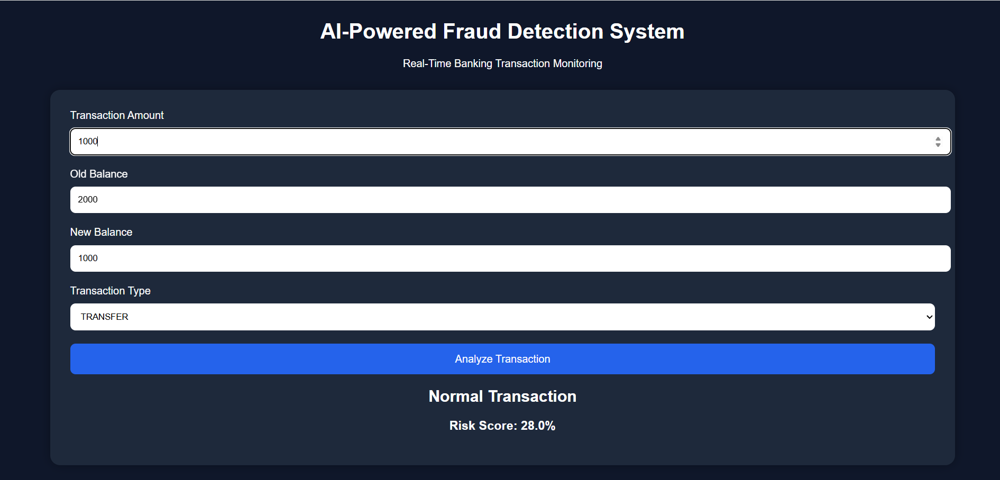 AI-Powered Fraud Detection System
Real-Time Banking Transaction Monitoring
Transaction Amount
1000
Old Balance
2000
New Balance
1000
Transaction Type
TRANSFER
Analyze Transaction
Normal Transaction
Risk Score: 28.0%